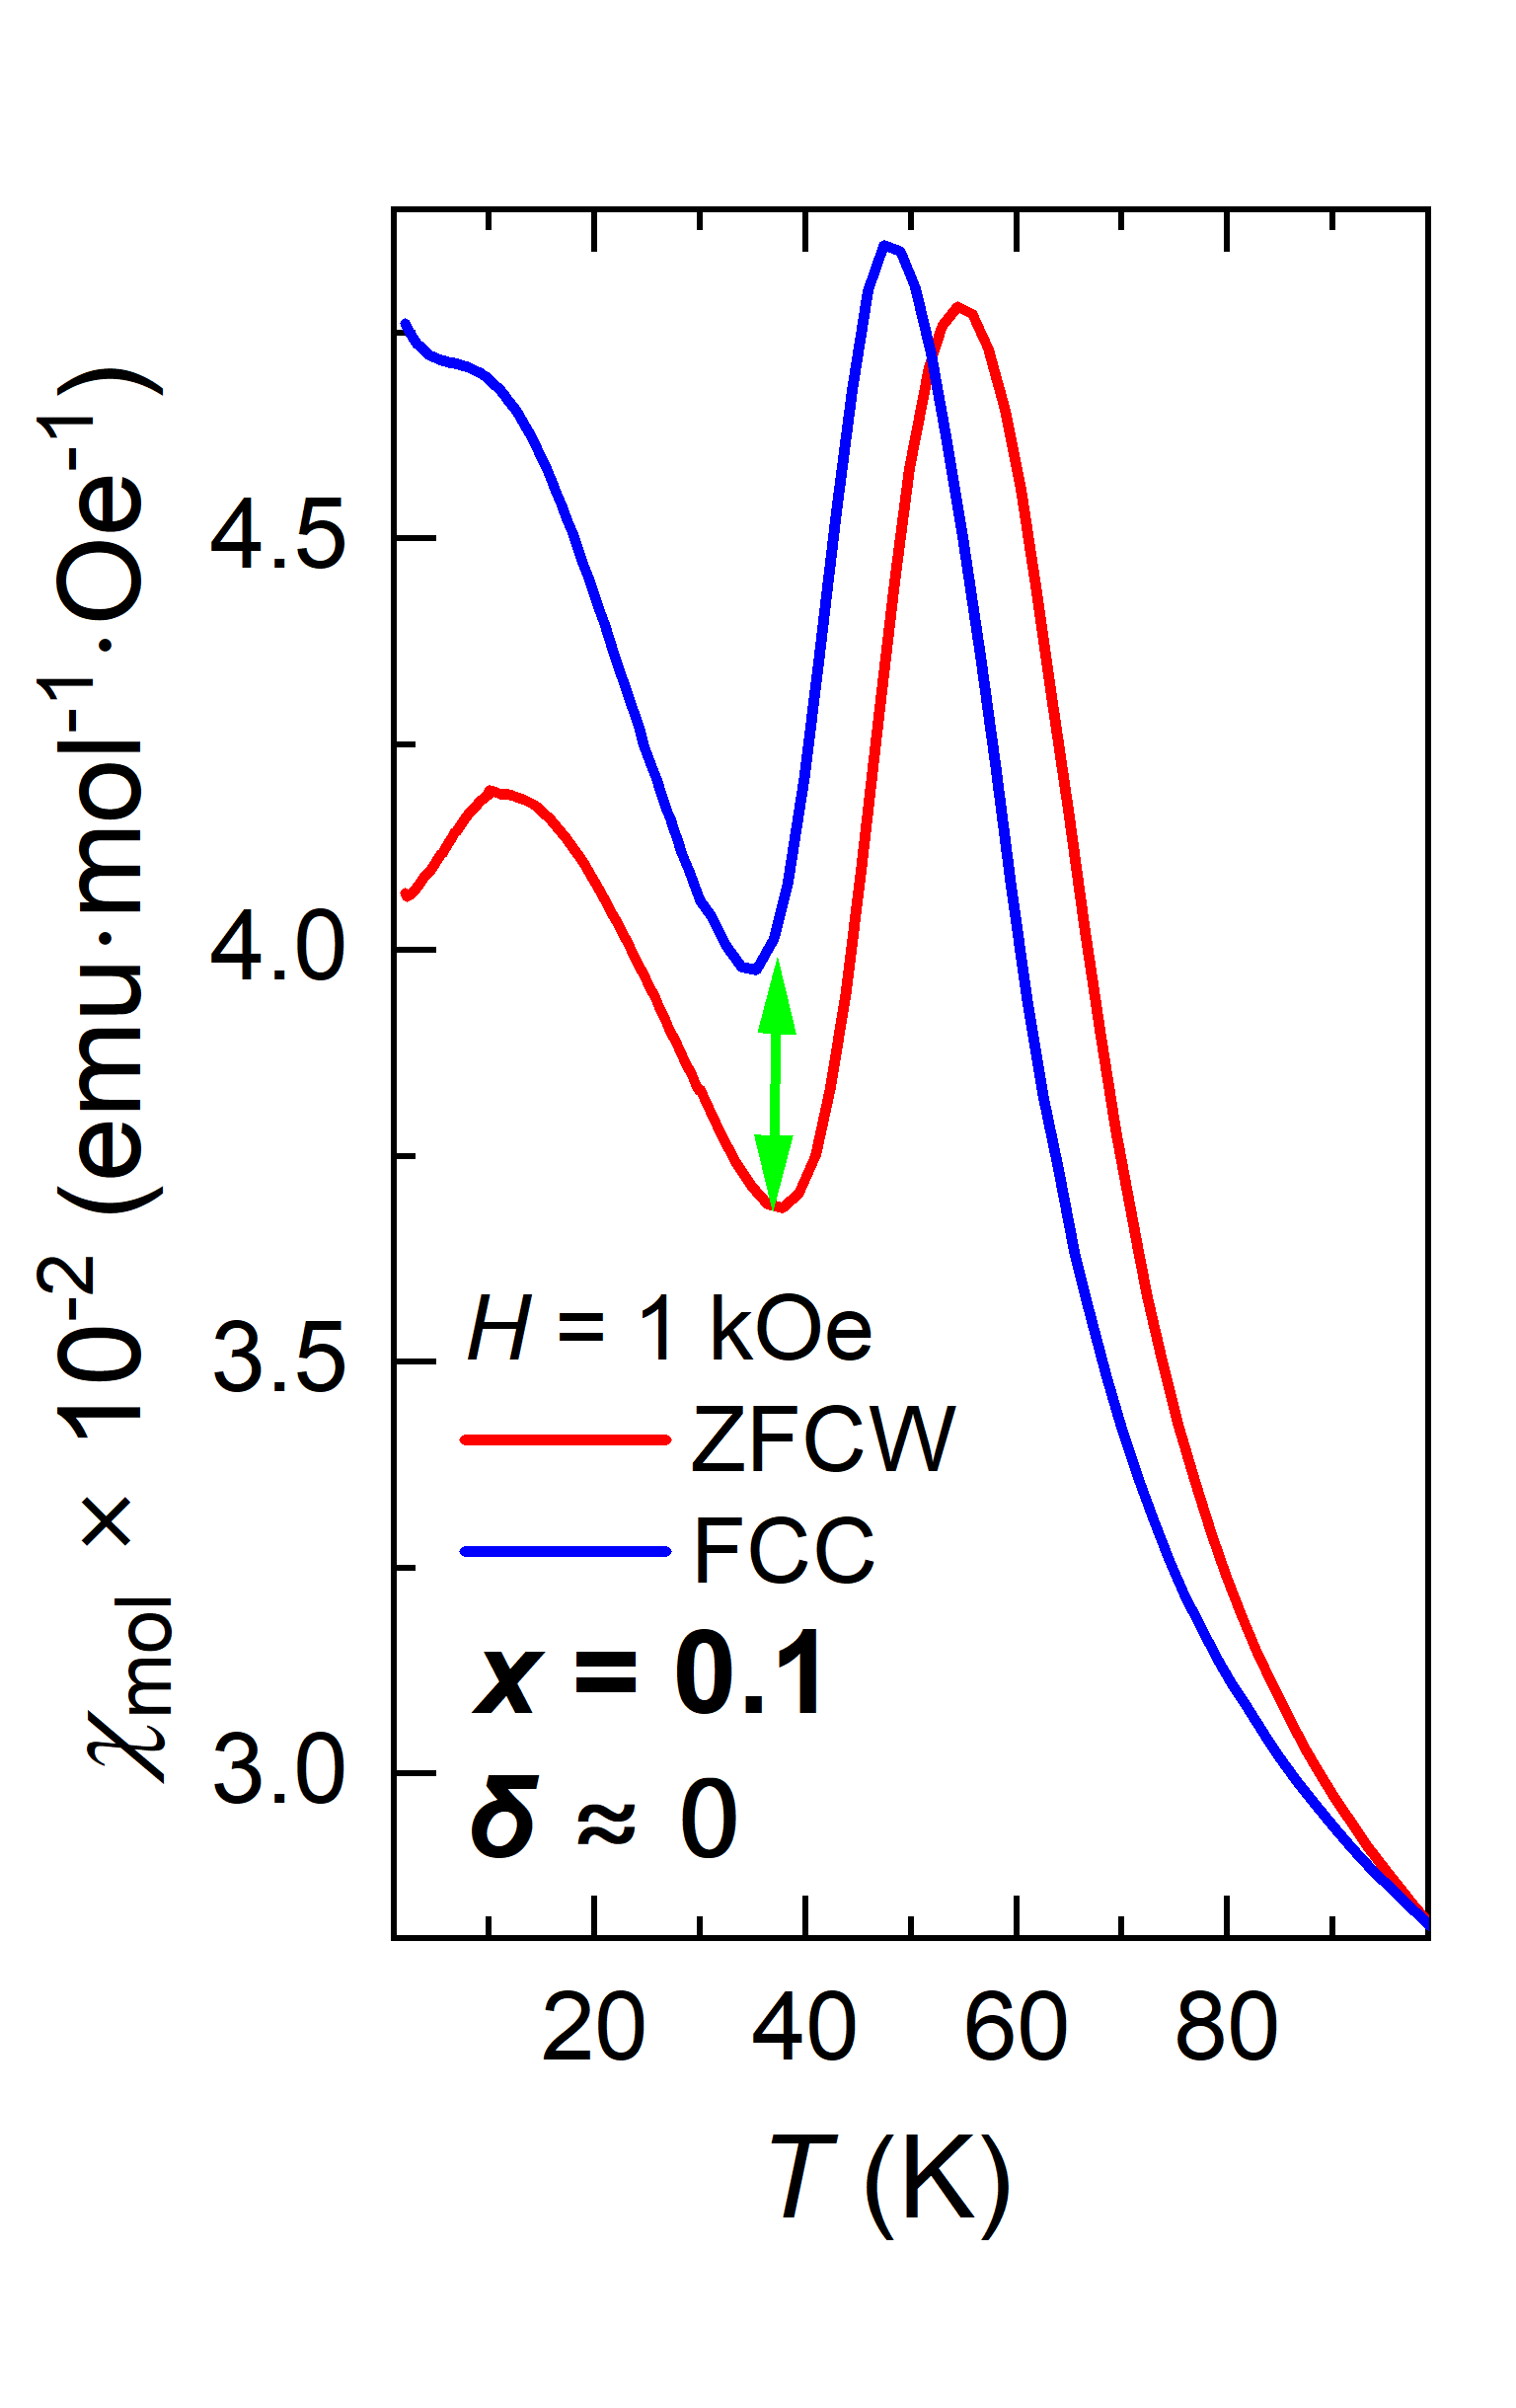 χmol × 10-2 (emu·mol-1·Oe-1)
4.5
4.0
3.5
3.0
H = 1 kOe
ZFCW
FCC
x = 0.1
δ ≈ 0
20 40 60 80
T (K)